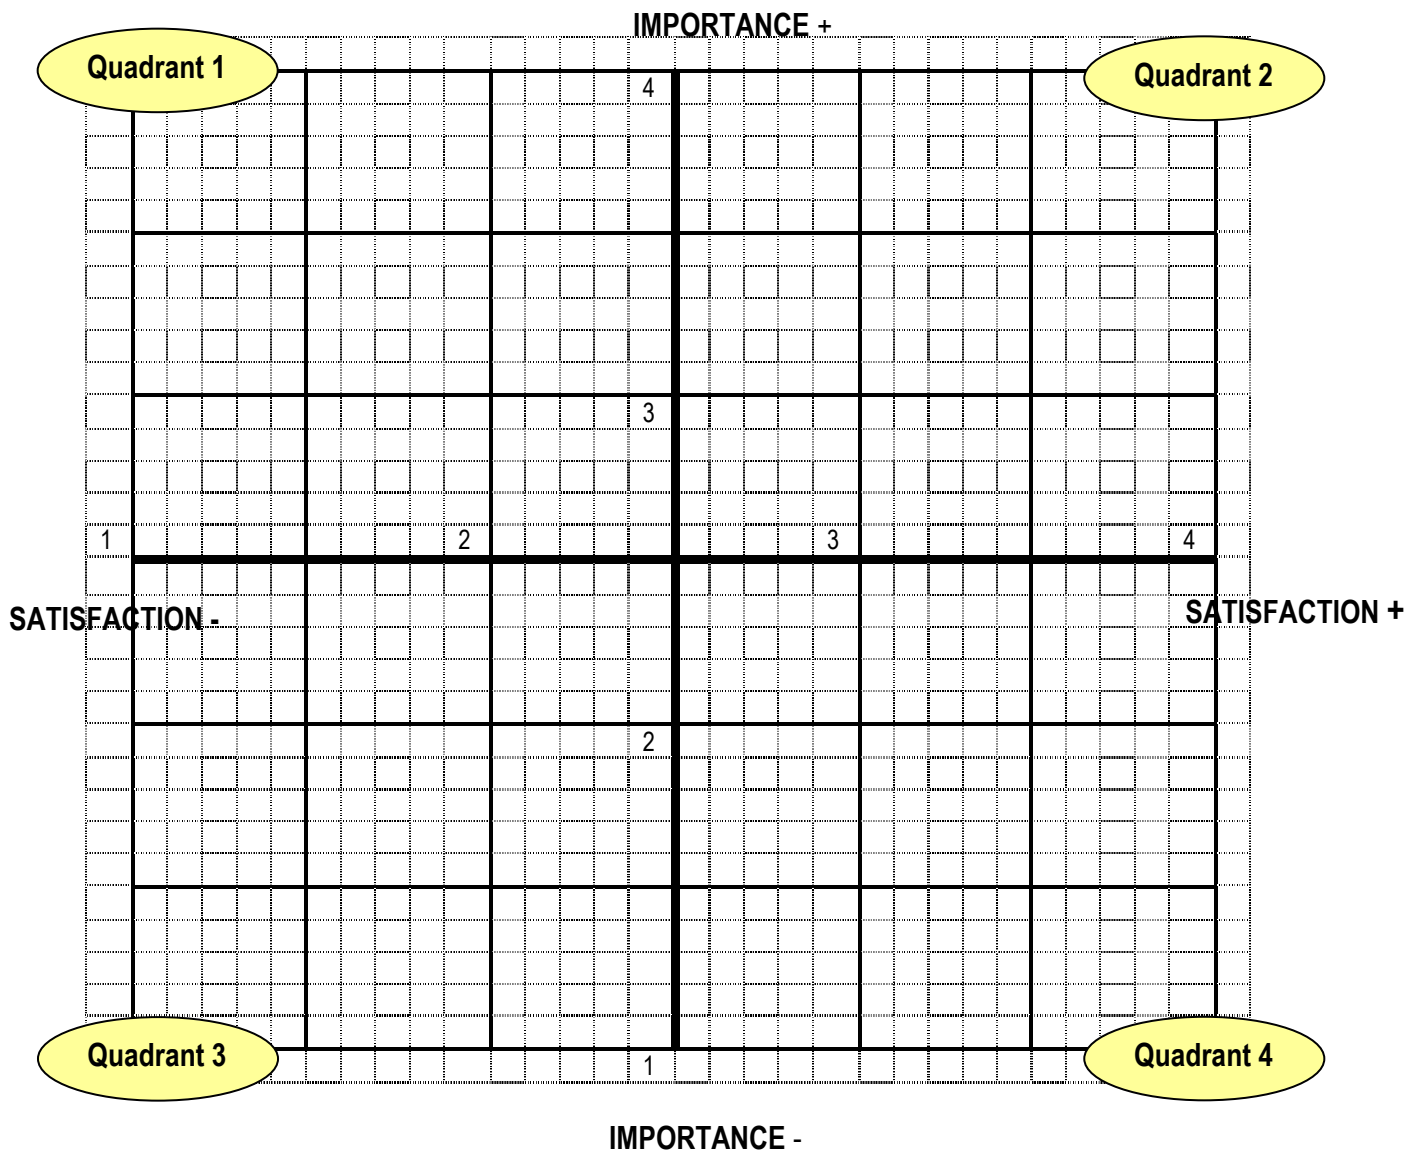 IMPORTANCE +
Quadrant 1
Quadrant 2
4
3
1 2 3 4
SATISFACTION -
SATISFACTION +
2
Quadrant 3
Quadrant 4
1
IMPORTANCE -